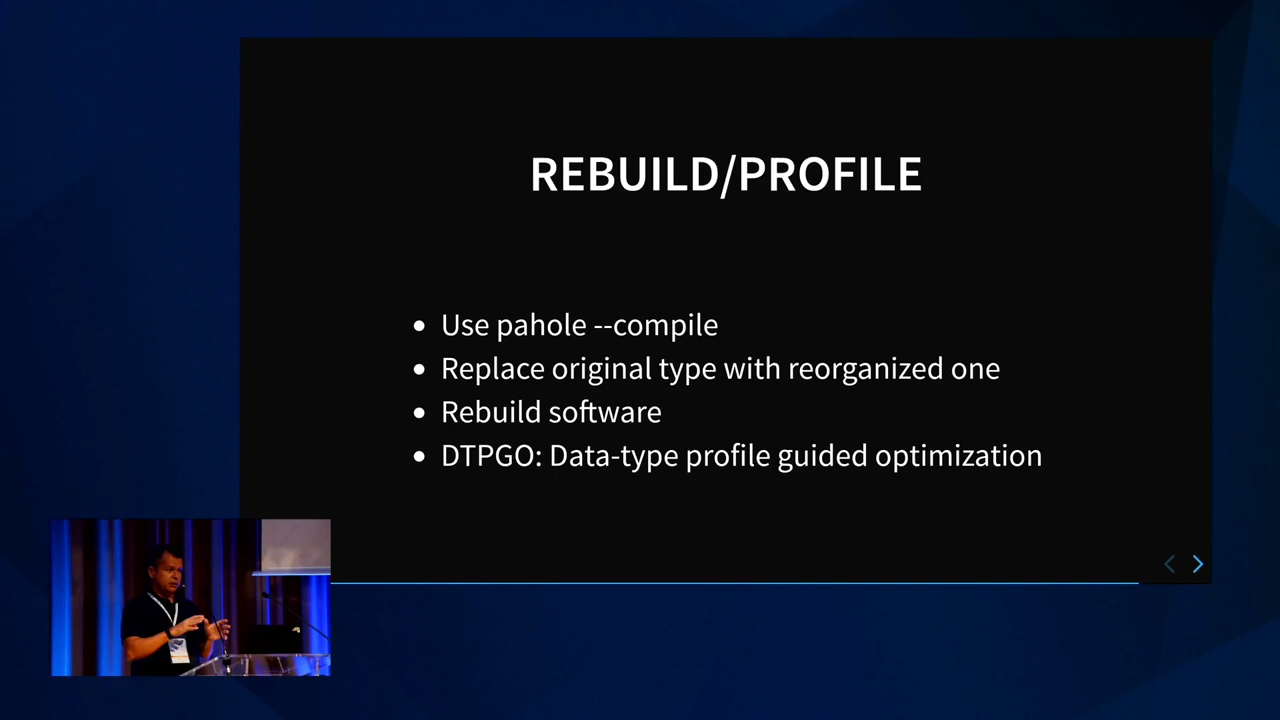 REBUILD/PROFILE
Use pahole --compile
Replace original type with reorganized one
Rebuild software
DTPGO: Data-type profile guided optimization